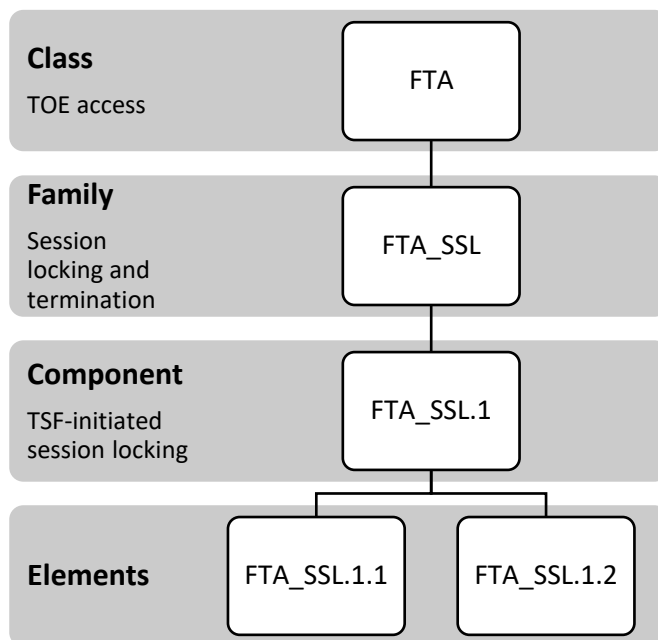 Class
TOE access
FTA
Family
Session
locking and
termination
FTA_SSL
Component
TSF-initiated
session locking
FTA_SSL.1
Elements
FTA_SSL.1.1
FTA_SSL.1.2